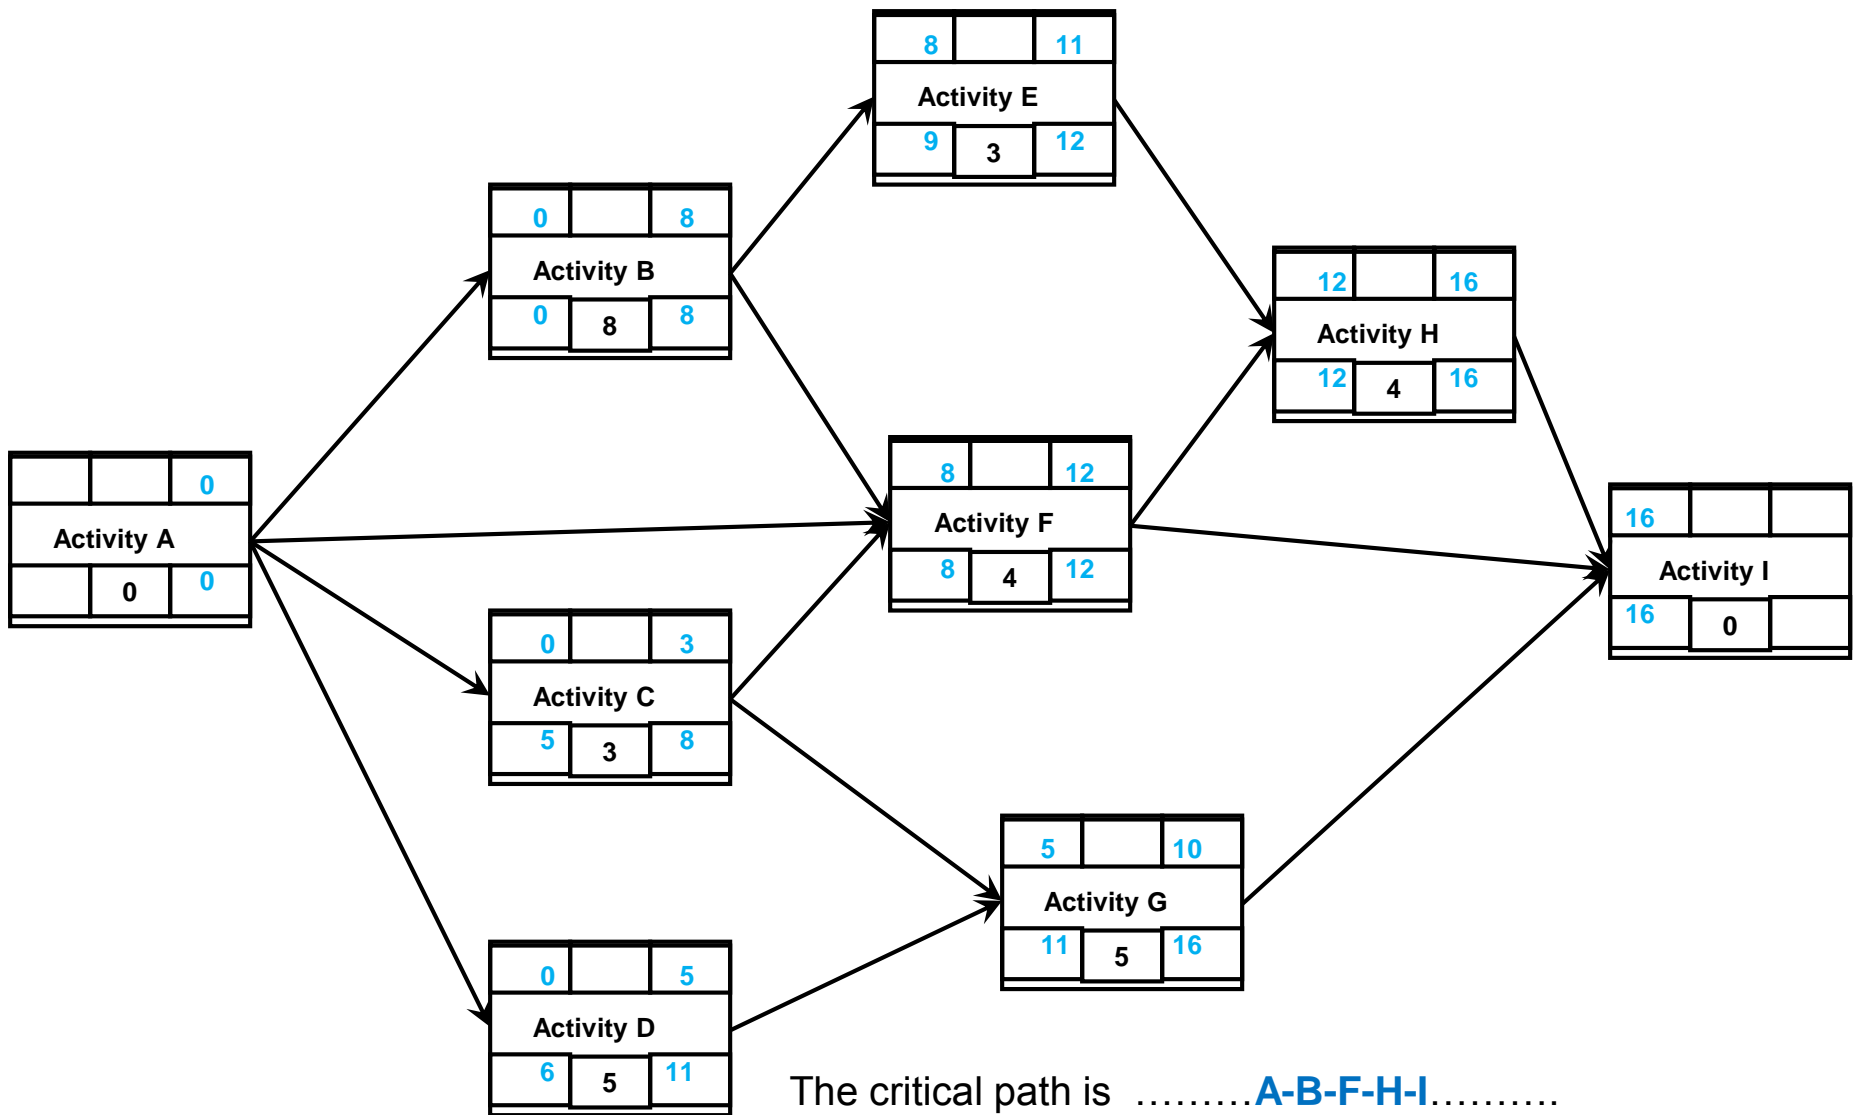 8 11
Activity E
9 3 12
0 8
Activity B
0 8 8
12 16
Activity H
12 4 16
0
Activity A
0 0
8 12
Activity F
8 4 12
16
Activity I
16 0
0 3
Activity C
5 3 8
5 10
Activity G
11 5 16
0 5
Activity D
6 5 11
The critical path is .........A-B-F-H-I..........